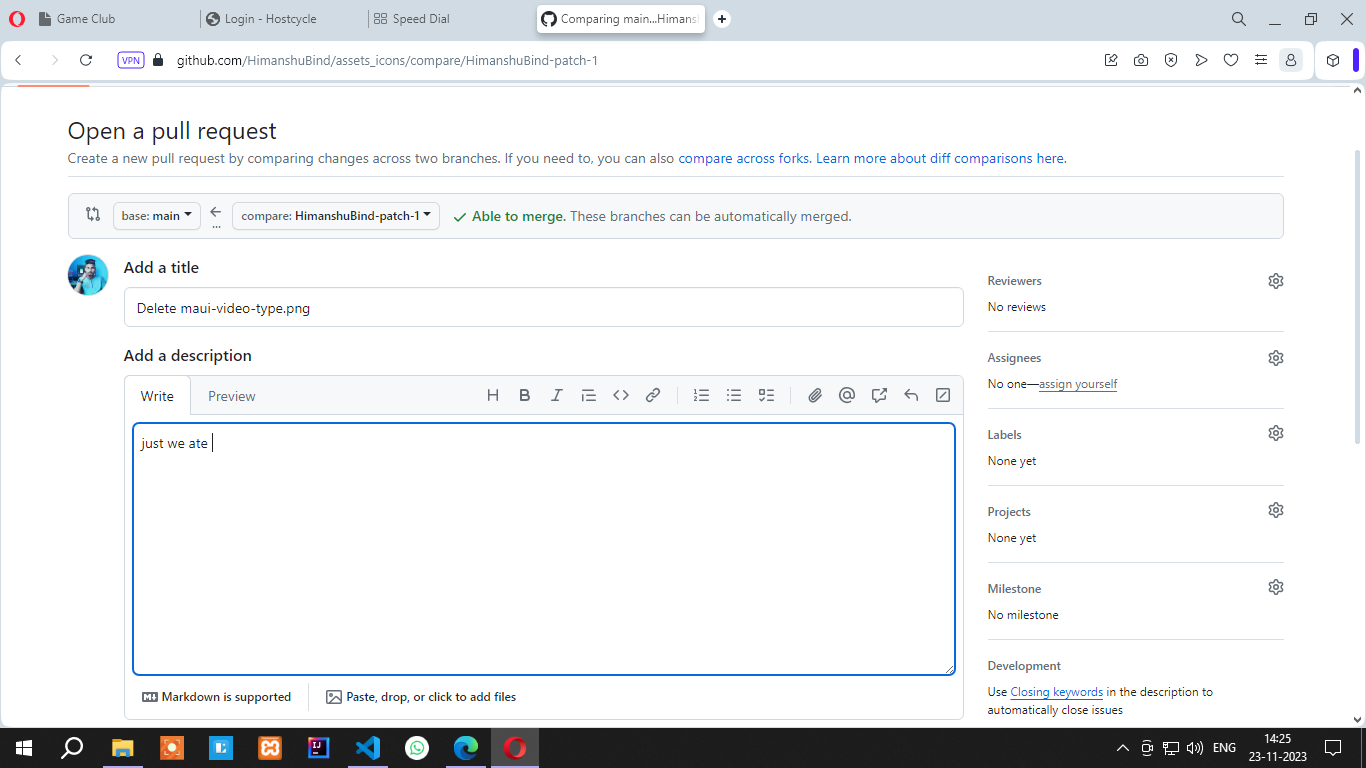 Game Club
Login - Hostcycle
Speed Dial
Comparing main...Himansh
VPN
github.com/HimanshuBind/assets_icons/compare/HimanshuBind-patch-1
Open a pull request
Create a new pull request by comparing changes across two branches. If you need to, you can also compare across forks. Learn more about diff comparisons here.
base: main
...
compare: HimanshuBind-patch-1
Able to merge. These branches can be automatically merged.
Add a title
Delete maui-video-type.png
Add a description
Write
Preview
just we ate
Markdown is supported
Paste, drop, or click to add files
Reviewers
No reviews
Assignees
No one—assign yourself
Labels
None yet
Projects
None yet
Milestone
No milestone
Development
Use Closing keywords in the description to
automatically close issues
ENG
14:25
23-11-2023